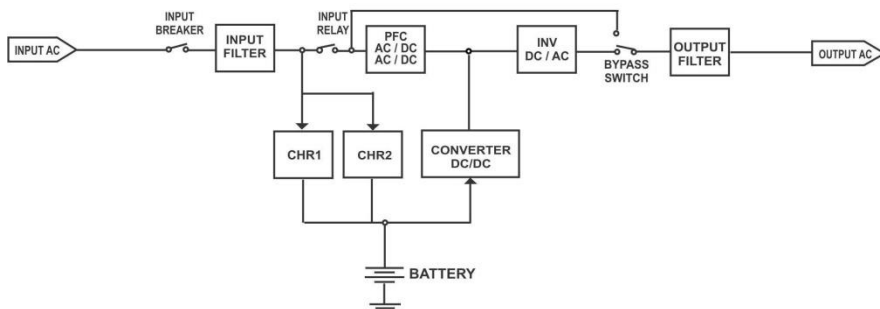 INPUT AC
INPUT
BREAKER
INPUT
FILTER
INPUT
RELAY
PFC
AC / DC
AC / DC
INV
DC / AC
BYPASS
SWITCH
OUTPUT
FILTER
OUTPUT AC
CHR1
CHR2
CONVERTER
DC/DC
BATTERY